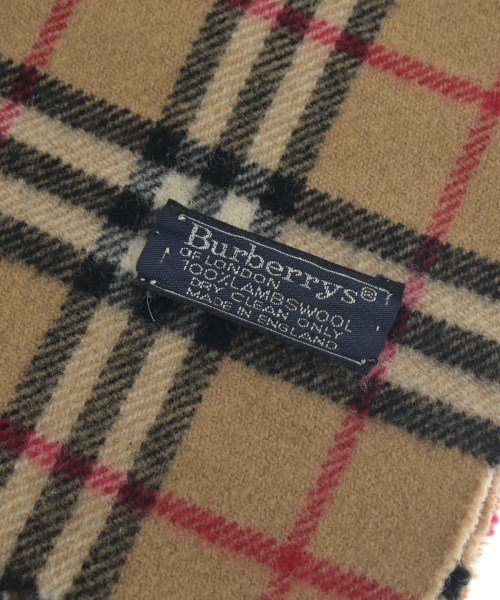 Burberrys®
OF LONDON
100%LAMBSWOOL
DRY CLEAN ONLY
MADE IN ENGLAND